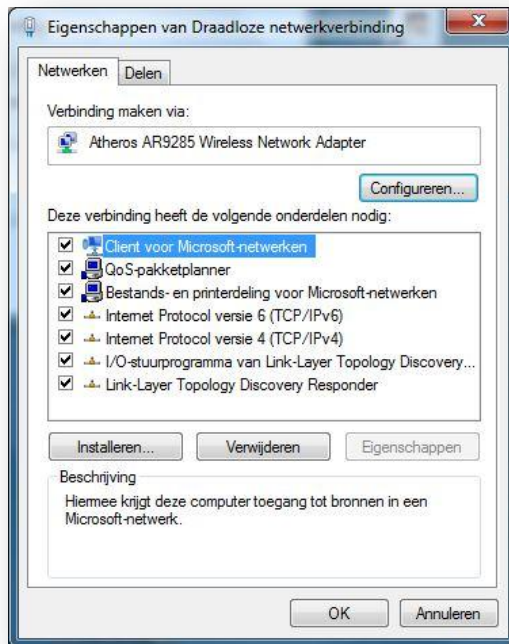 Eigenschappen van Draadloze netwerkverbinding
Netwerken
Delen
Verbinding maken via:
Atheros AR9285 Wireless Network Adapter
Configureren...
Deze verbinding heeft de volgende onderdelen nodig:
Client voor Microsoft-netwerken
QoS-pakketplanner
Bestands- en printerdeling voor Microsoft-netwerken
Internet Protocol versie 6 (TCP/IPv6)
Internet Protocol versie 4 (TCP/IPv4)
I/O-stuurprogramma van Link-Layer Topology Discovery...
Link-Layer Topology Discovery Responder
Installeren...
Verwijderen
Eigenschappen
Beschrijving
Hiermee krijgt deze computer toegang tot bronnen in een
Microsoft-netwerk.
OK
Annuleren